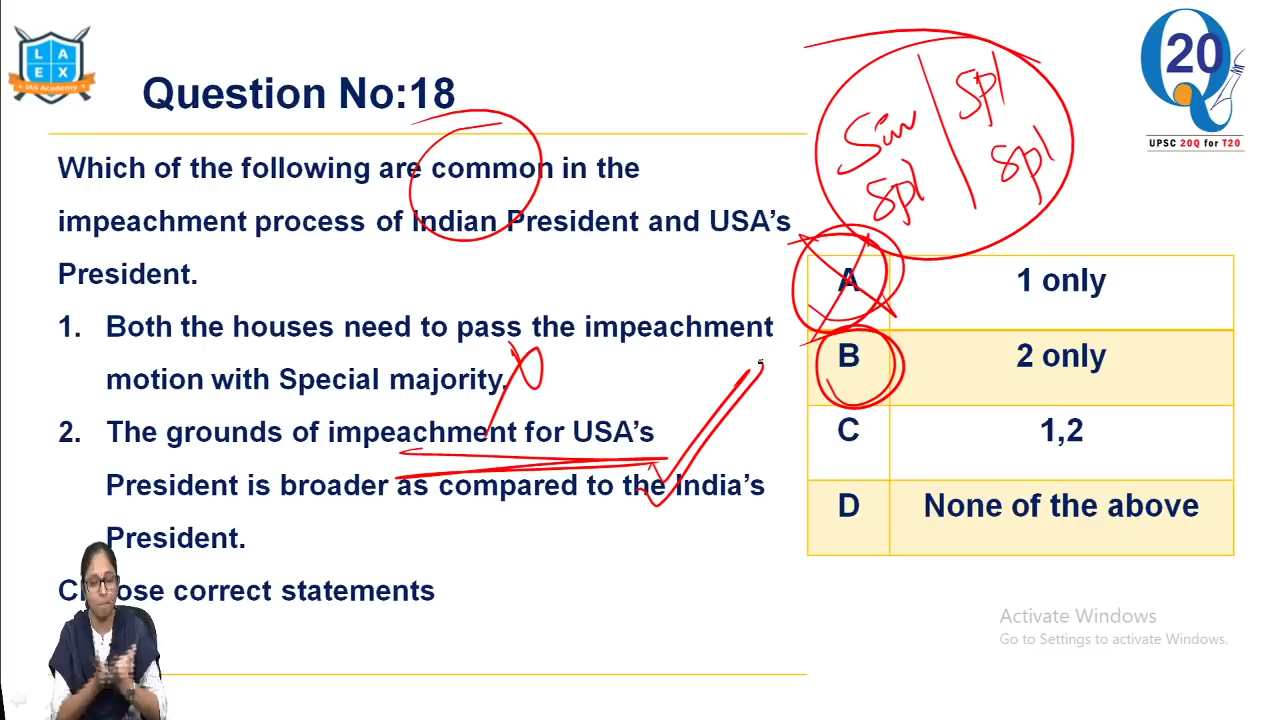 L A
E X
IAS Academy
Question No:18
20
UPSC 20Q for T20
Sim Spl
Spl Spl
Which of the following are common in the
impeachment process of Indian President and USA's
President.
1. Both the houses need to pass the impeachment
motion with Special majority.
2. The grounds of impeachment for USA's
President is broader as compared to the India's
President.
Choose correct statements
A 1 only
B 2 only
C 1,2
D None of the above
Activate Windows
Go to Settings to activate Windows.